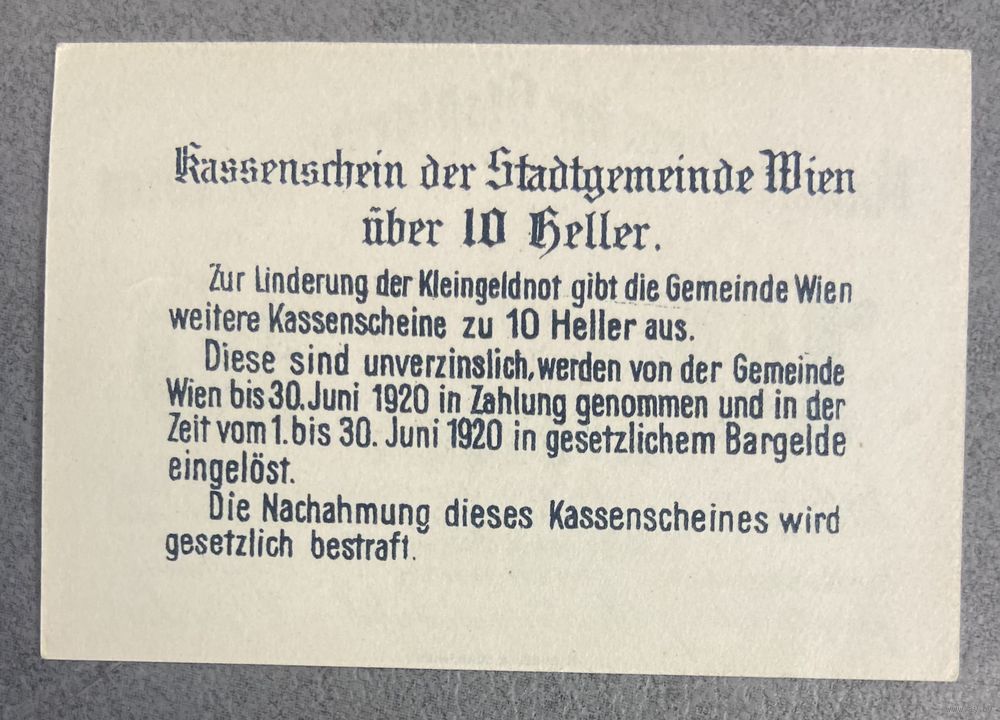 Kassenschein der Stadtgemeinde Wien
über 10 Heller.
Zur Linderung der Kleingeldnot gibt die Gemeinde Wien
weitere Kassenscheine zu 10 Heller aus.
Diese sind unverzinslich, werden von der Gemeinde
Wien bis 30. Juni 1920 in Zahlung genommen und in der
Zeit vom 1. bis 30. Juni 1920 in gesetzlichem Bargelde
eingelöst.
Die Nachahmung dieses Kassenscheines wird
gesetzlich bestraft.